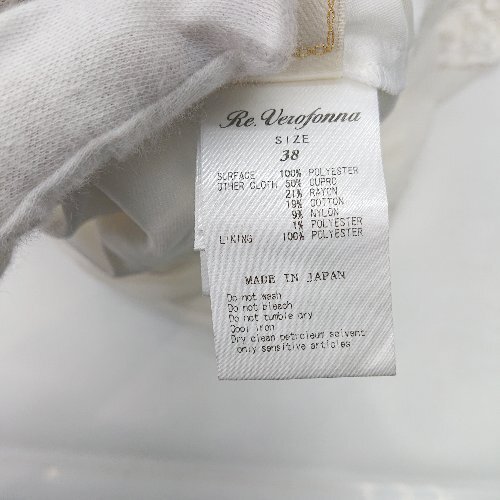 Re.Verofonna
SIZE
38
SURFACE 100% POLYESTER
OTHER CLOTH 50% CUPRO
21% RAYON
19% COTTON
9% NYLON
1% POLYESTER
LINING 100% POLYESTER
MADE IN JAPAN
Do not wash
Do not bleach
Do not tumble dry
Cool iron
Dry clean petroleum solvent
only sensitive articles